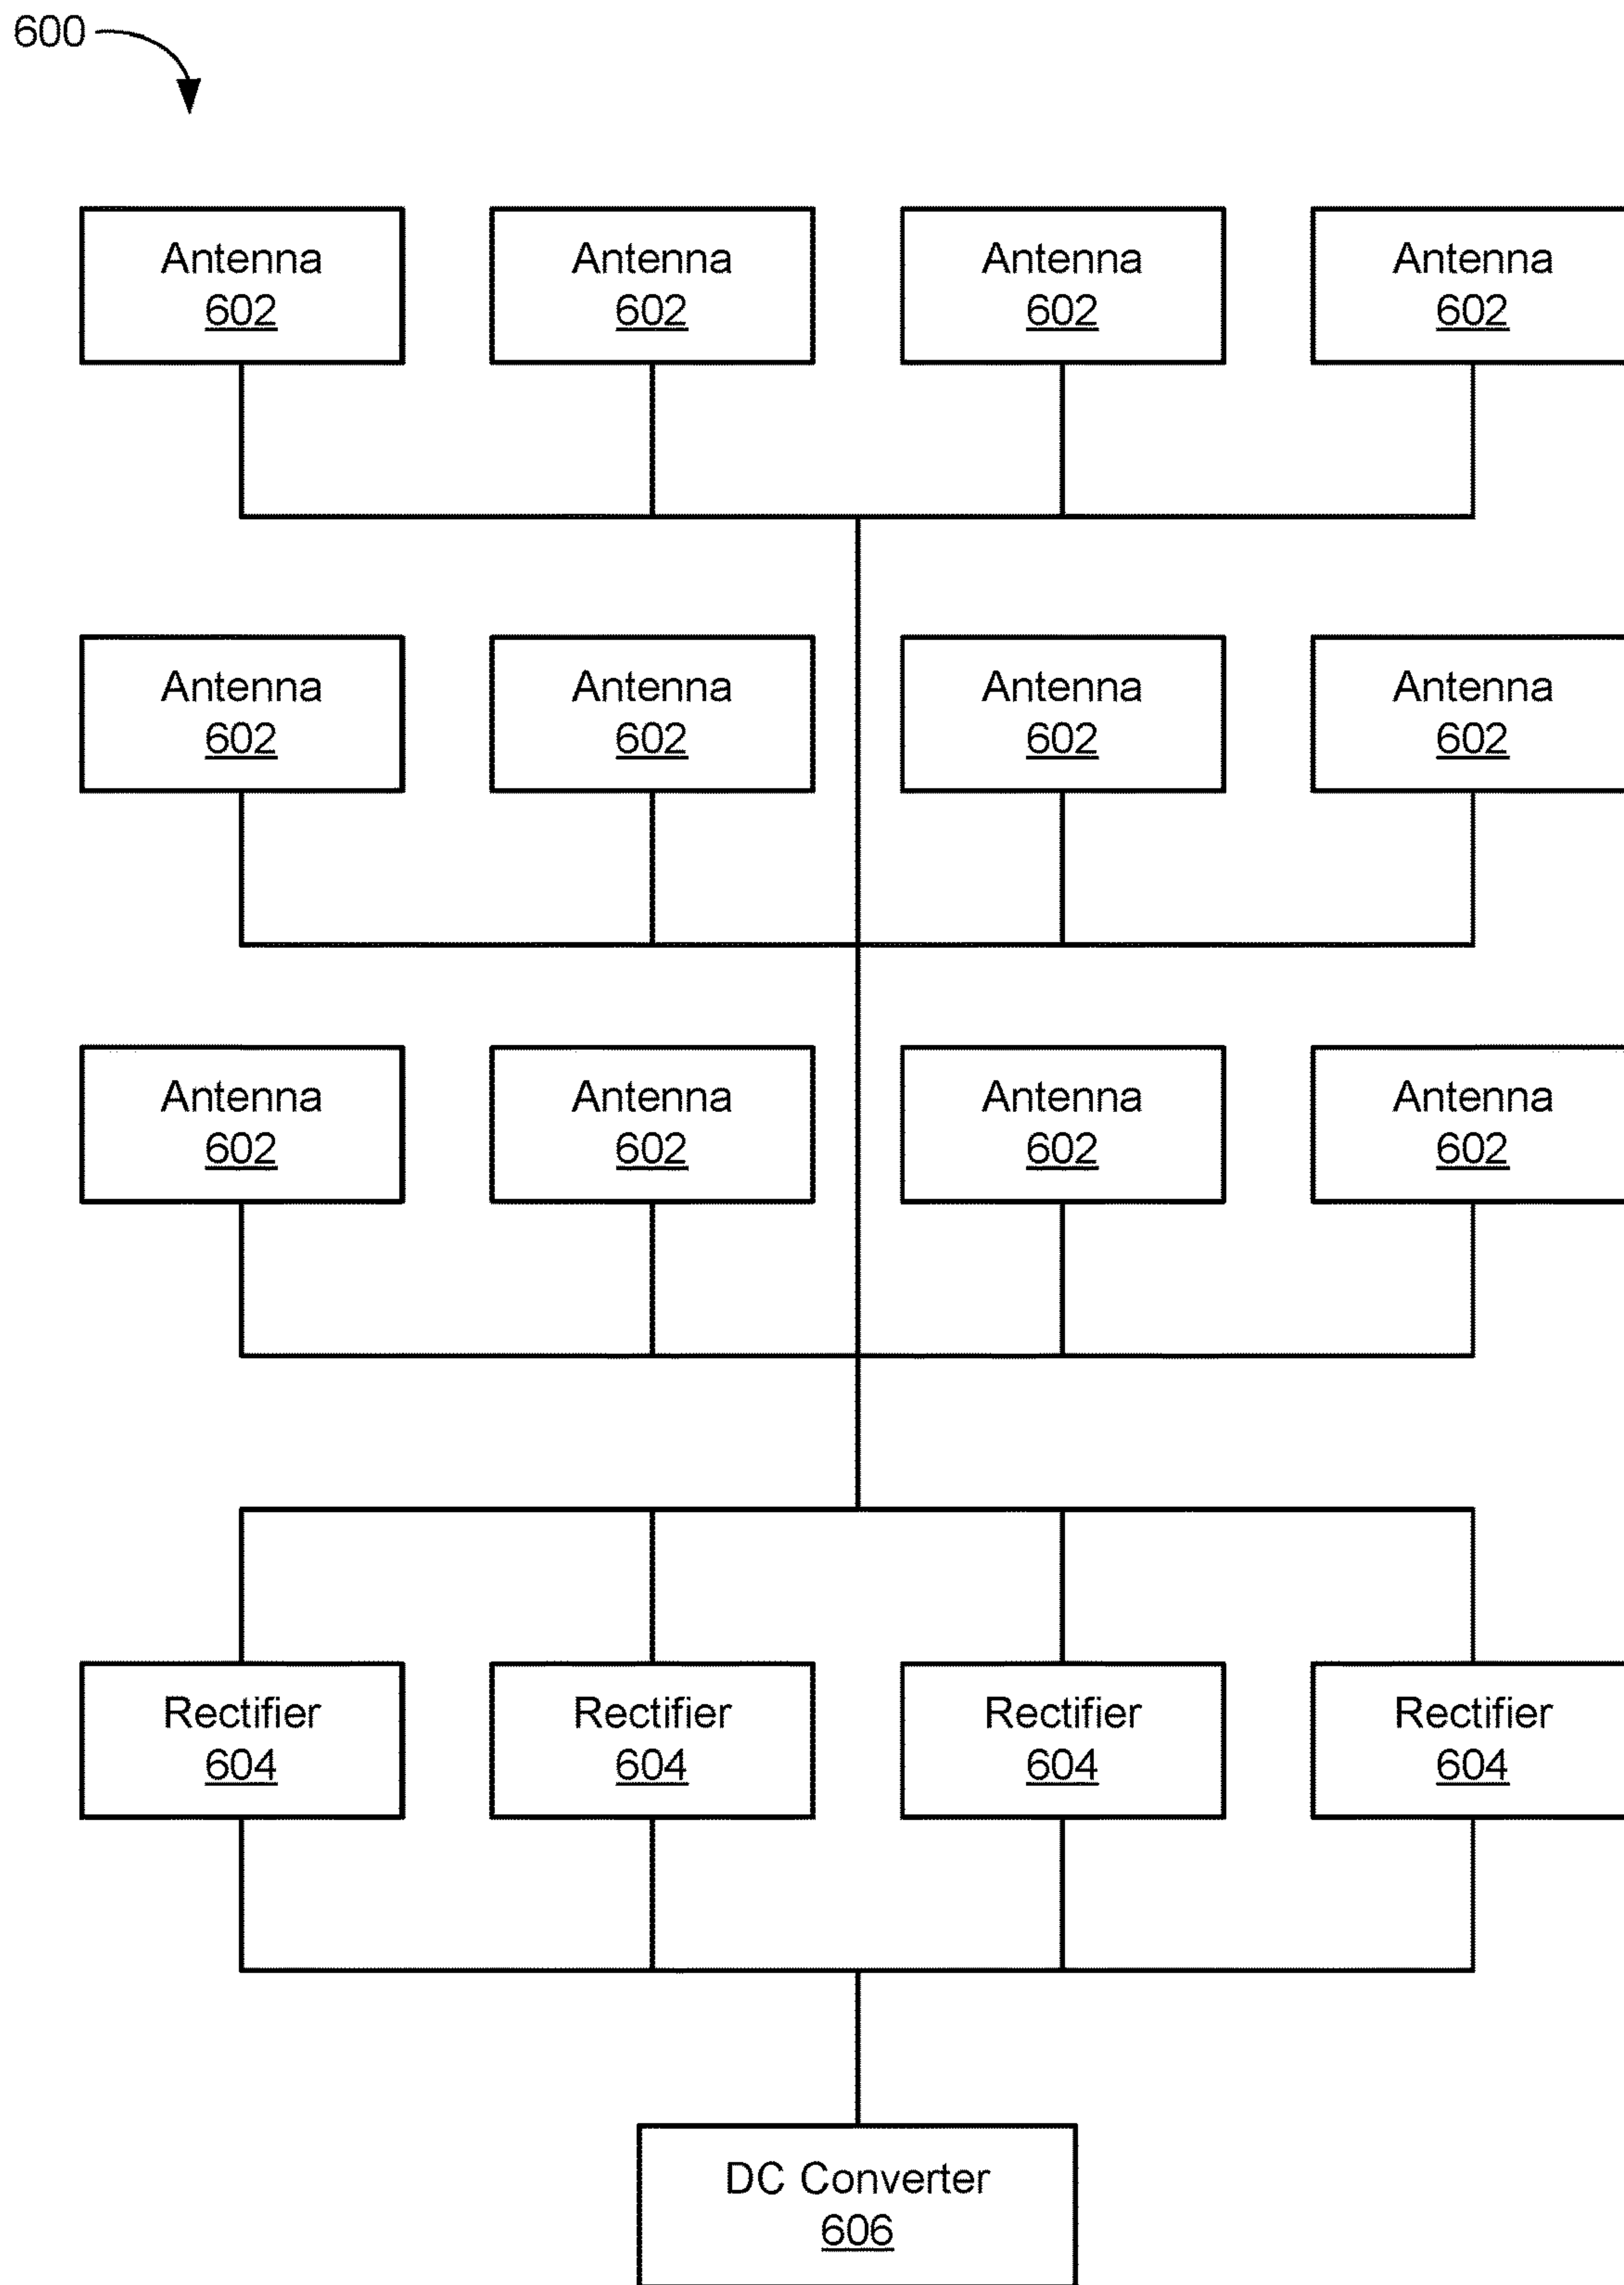 600
Antenna Antenna Antenna Antenna
602 602 602 602
Antenna Antenna Antenna Antenna
602 602 602 602
Antenna Antenna Antenna Antenna
602 602 602 602
Rectifier Rectifier Rectifier Rectifier
604 604 604 604
DC Converter
606